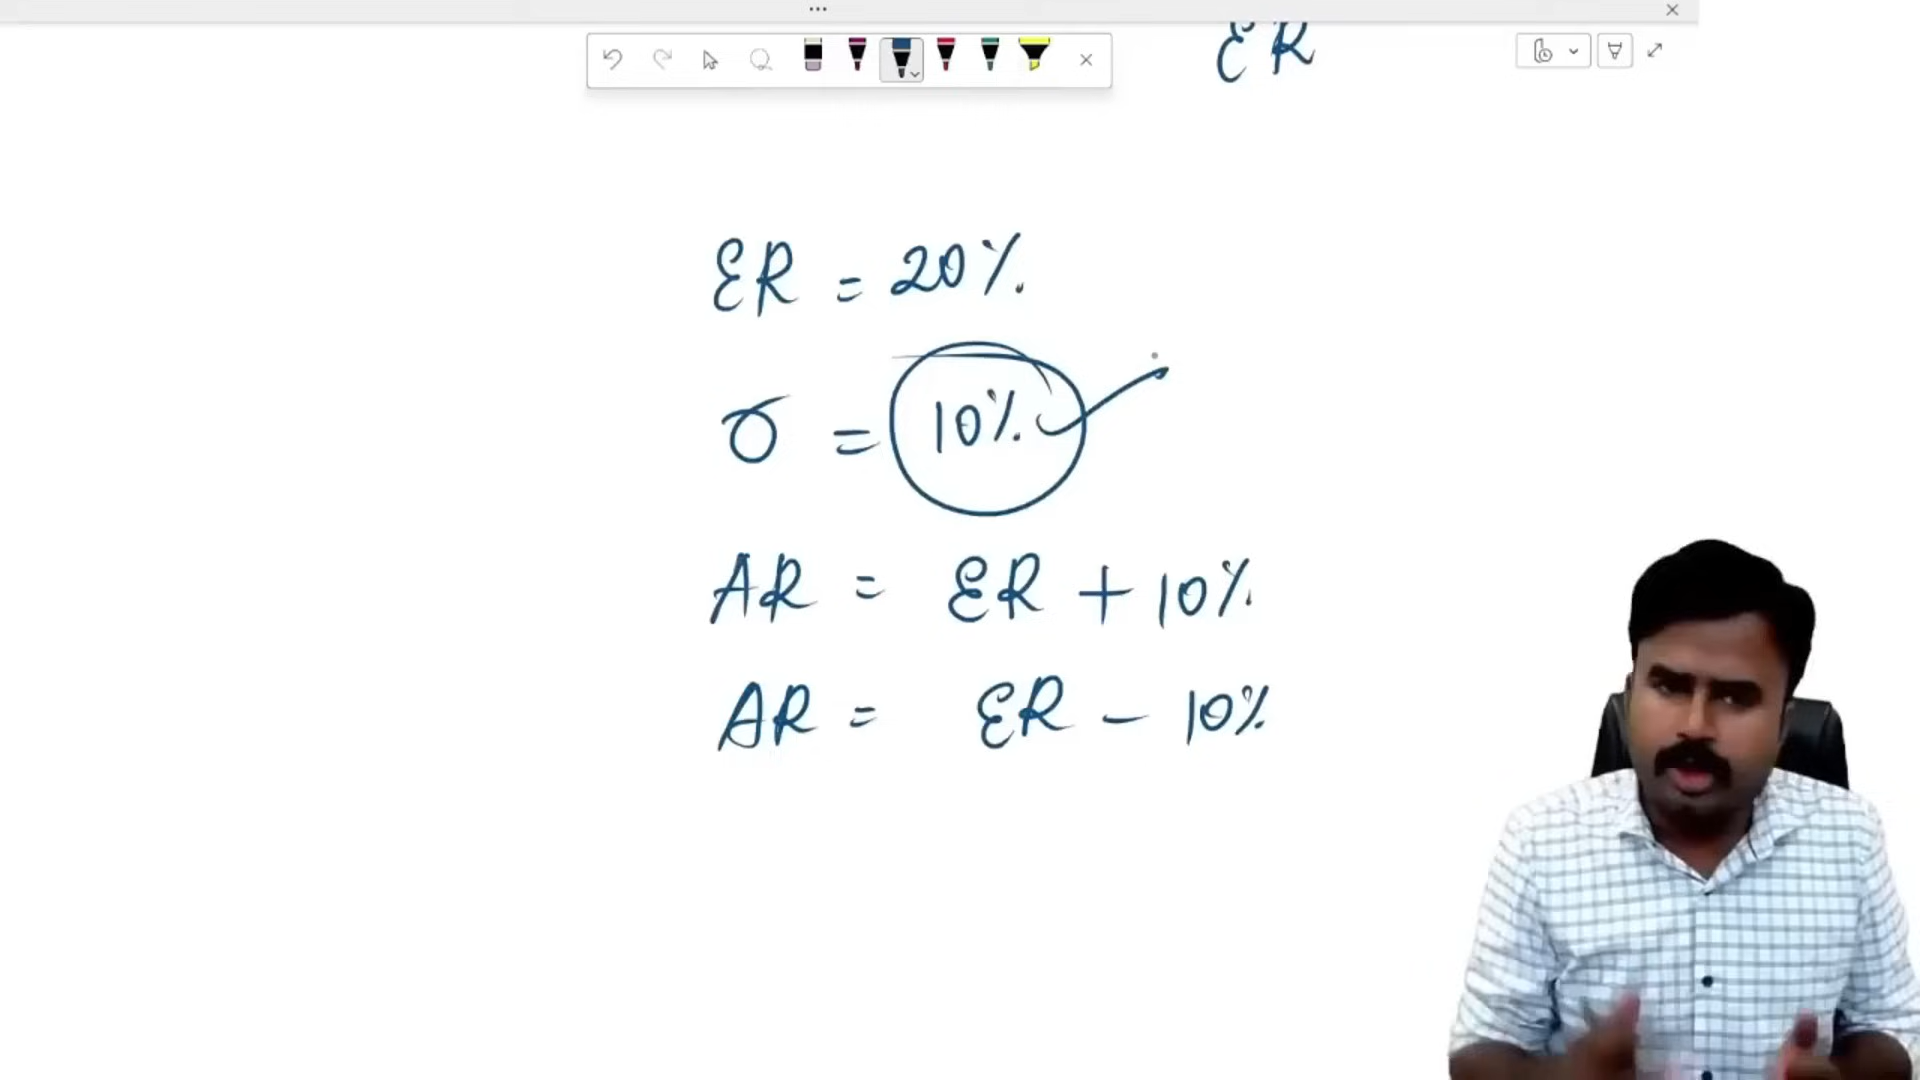 ER
ER = 20%
σ = 10%
AR = ER + 10%
AR = ER - 10%